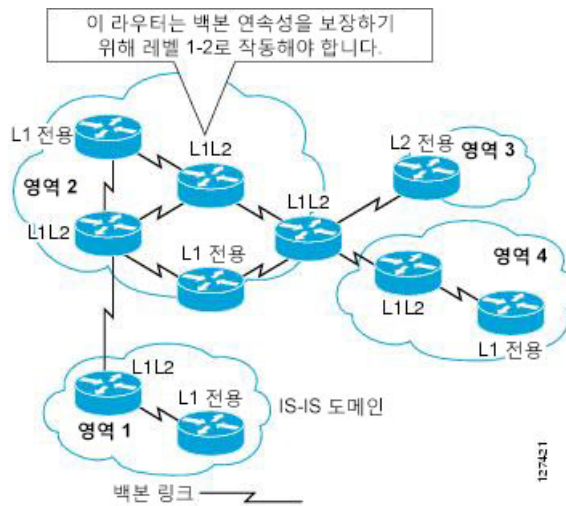 이 라우터는 백본 연속성을 보장하기
위해 레벨 1-2로 작동해야 합니다.
L1 전용
L1L2
L2 전용
영역 3
영역 2
L1L2
L1L2
L1 전용
영역 4
L1L2
L1 전용
L1L2
L1 전용
IS-IS 도메인
영역 1
백본 링크
127421